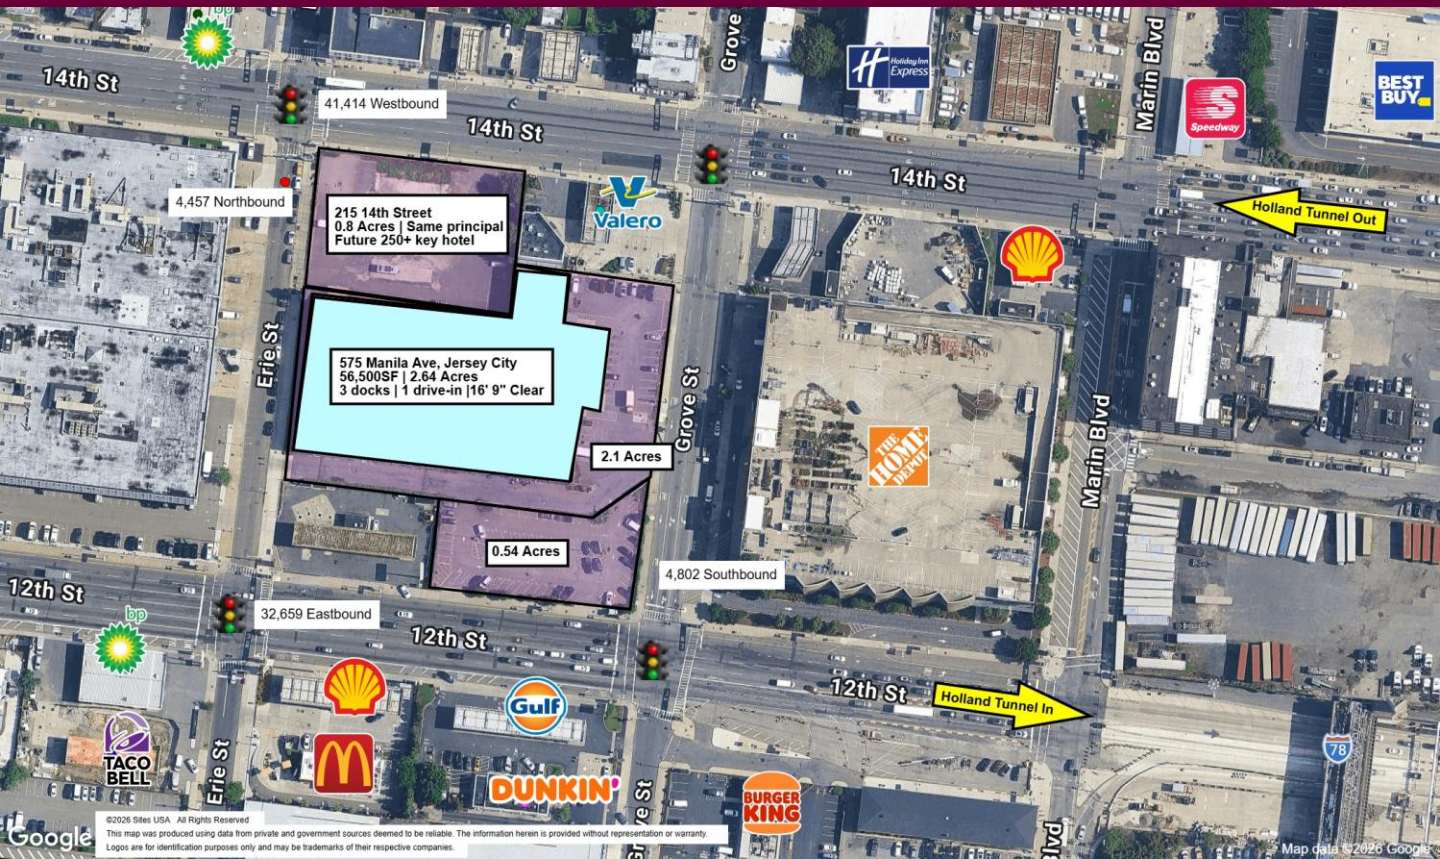 bp
Grove
Marin Blvd
Holiday Inn
Express
BEST
BUY
Speedway
14th St
41,414 Westbound
14th St
14th St
4,457 Northbound
215 14th Street
0.8 Acres | Same principal
Future 250+ key hotel
Valero
Holland Tunnel Out
Erie St
575 Manila Ave, Jersey City
56,500SF | 2.64 Acres
3 docks | 1 drive-in |16' 9" Clear
Grove St
THE
HOME
DEPOT
Marin Blvd
2.1 Acres
0.54 Acres
4,802 Southbound
12th St
bp
32,659 Eastbound
12th St
12th St
Holland Tunnel In
Gulf
TACO
BELL
Erie St
DUNKIN'
ve St
BURGER
KING
78
lvd
Google
©2026 Sites USA All Rights Reserved
This map was produced using data from private and government sources deemed to be reliable. The information herein is provided without representation or warranty.
Logos are for identification purposes only and may be trademarks of their respective companies.
Map data ©2026 Google